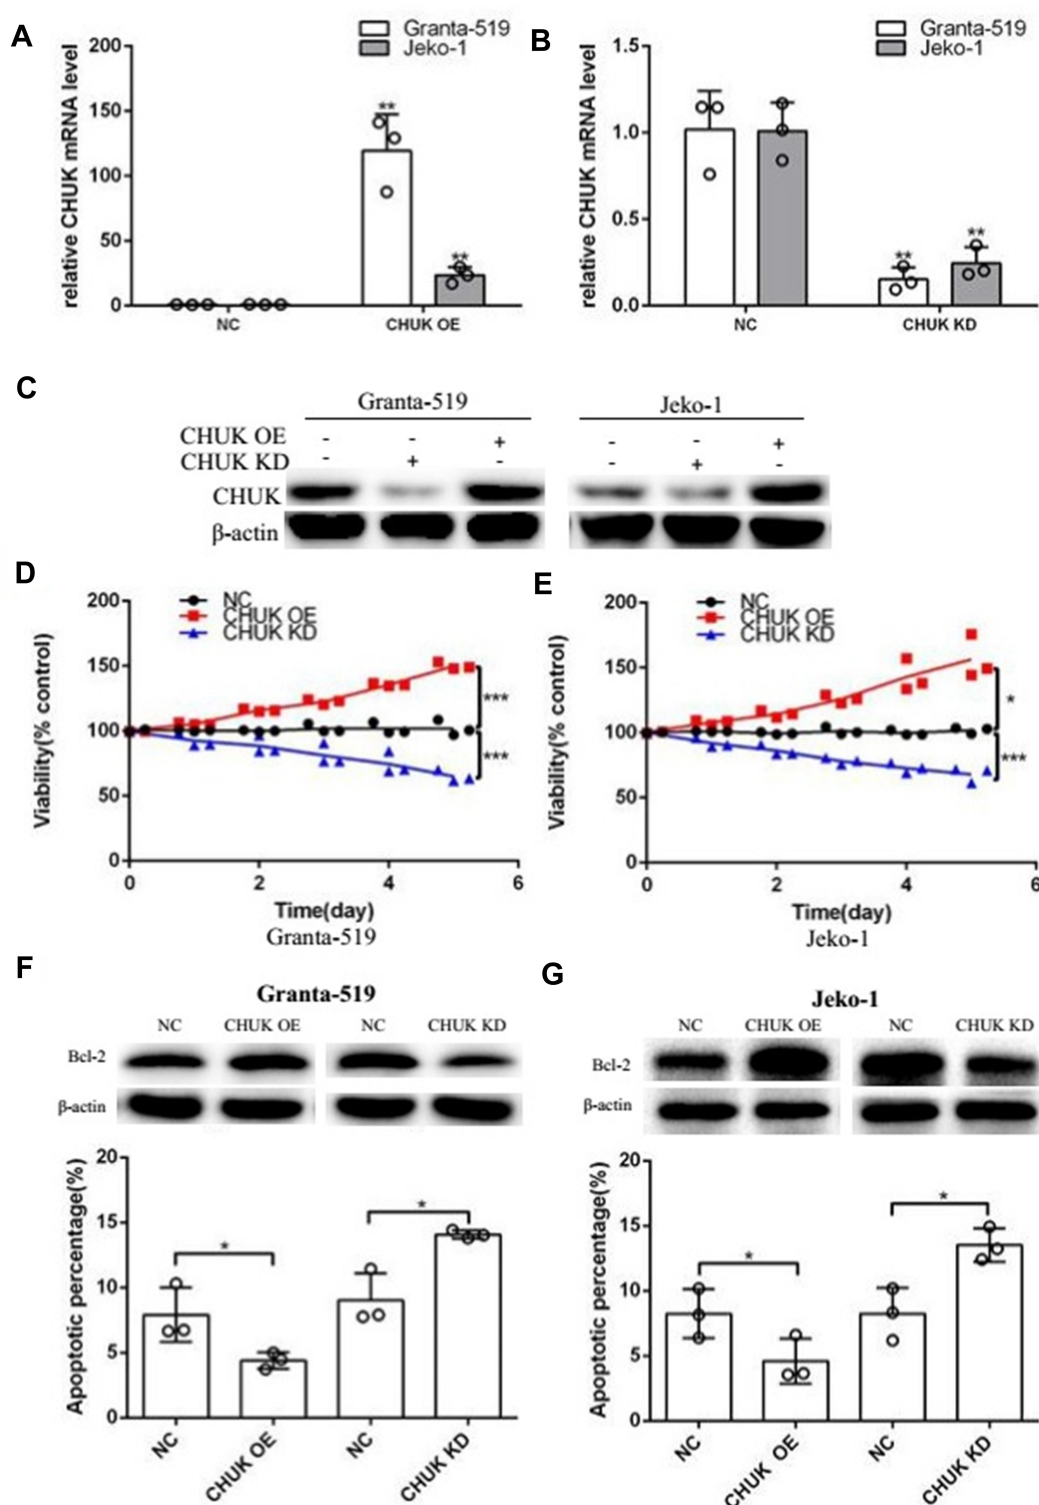 A
relative CHUK mRNA level
200
150
100
50
0
Granta-519
Jeko-1
**
**
NC
CHUK OE
B
relative CHUK mRNA level
1.5
1.0
0.5
0.0
Granta-519
Jeko-1
**
**
NC
CHUK KD
C
Granta-519
Jeko-1
CHUK OE - - + - - +
CHUK KD - + - - + -
CHUK
β-actin
D
Viability(% control)
200
150
100
50
0
NC
CHUK OE
CHUK KD
***
***
0 2 4 6
Time(day)
Granta-519
E
Viability(% control)
200
150
100
50
0
NC
CHUK OE
CHUK KD
*
***
0 2 4 6
Time(day)
Jeko-1
F
Granta-519
NC CHUK OE NC CHUK KD
Bcl-2
β-actin
Apoptotic percentage(%)
20
15
10
5
0
*
*
NC
CHUK OE
NC
CHUK KD
G
Jeko-1
NC CHUK OE NC CHUK KD
Bcl-2
β-actin
Apoptotic percentage(%)
20
15
10
5
0
*
*
NC
CHUK OE
NC
CHUK KD